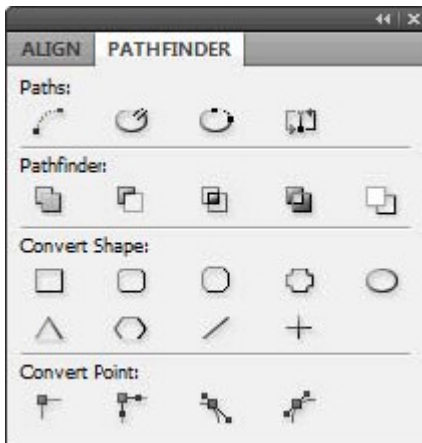 ALIGN PATHFINDER
Paths:
Pathfinder:
Convert Shape:
Convert Point: